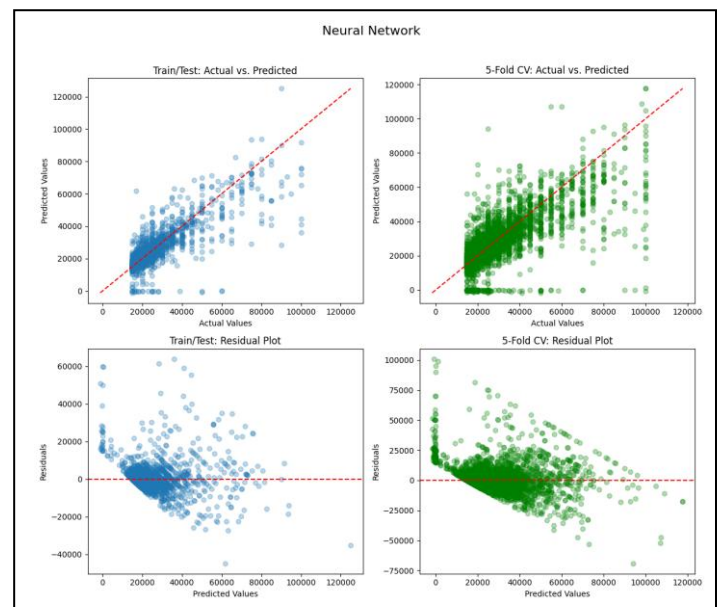 Neural Network
Train/Test: Actual vs. Predicted
120000
100000
80000
60000
40000
20000
0
Predicted Values
0 20000 40000 60000 80000 100000 120000
Actual Values
5-Fold CV: Actual vs. Predicted
120000
100000
80000
60000
40000
20000
0
Predicted Values
0 20000 40000 60000 80000 100000 120000
Actual Values
Train/Test: Residual Plot
60000
40000
20000
0
−20000
−40000
Residuals
0 20000 40000 60000 80000 100000 120000
Predicted Values
5-Fold CV: Residual Plot
100000
75000
50000
25000
0
−25000
−50000
−75000
Residuals
0 20000 40000 60000 80000 100000 120000
Predicted Values